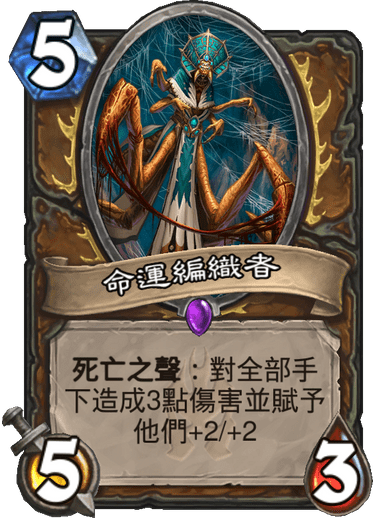 5
命運編織者
死亡之聲：對全部手
下造成3點傷害並賦予
他們+2/+2
5
3